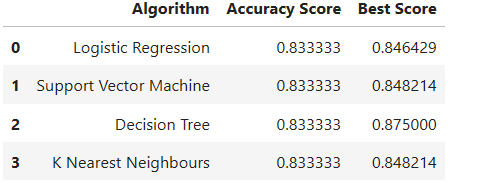 Algorithm Accuracy Score Best Score
0 Logistic Regression 0.833333 0.846429
1 Support Vector Machine 0.833333 0.848214
2 Decision Tree 0.833333 0.875000
3 K Nearest Neighbours 0.833333 0.848214